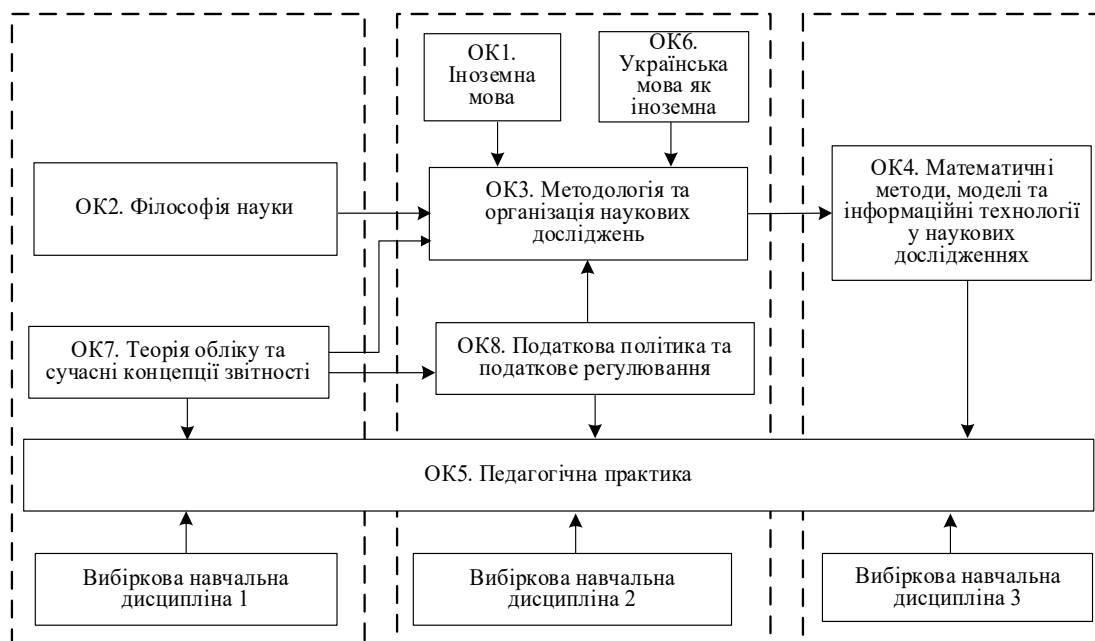 ОК1.
Іноземна
мова
ОК6.
Українська
мова як
іноземна
ОК2. Філософія науки
ОК3. Методологія та
організація наукових
досліджень
ОК4. Математичні
методи, моделі та
інформаційні технології
у наукових
дослідженнях
ОК7. Теорія обліку та
сучасні концепції звітності
ОК8. Податкова політика та
податкове регулювання
ОК5. Педагогічна практика
Вибіркова навчальна
дисципліна 1
Вибіркова навчальна
дисципліна 2
Вибіркова навчальна
дисципліна 3